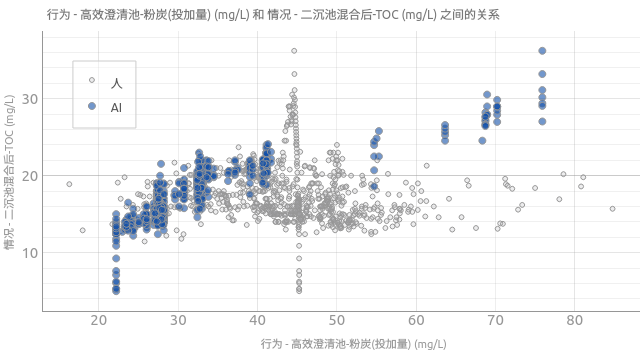 行为 - 高效澄清池-粉炭(投加量) (mg/L) 和 情况 - 二沉池混合后-TOC (mg/L) 之间的关系
人
AI
30
20
10
情况 - 二沉池混合后-TOC (mg/L)
20 30 40 50 60 70 80
行为 - 高效澄清池-粉炭(投加量) (mg/L)